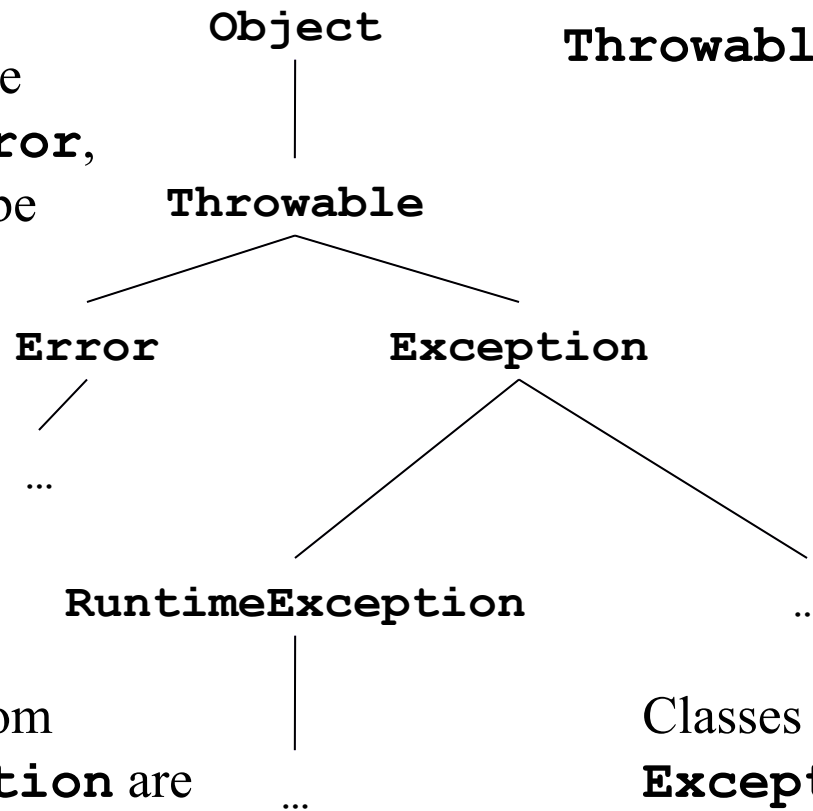 Object
Throwabl
e
ror,
be
Throwable
Error
Exception
...
RuntimeException
..
om
Classes
tion are
Except
...